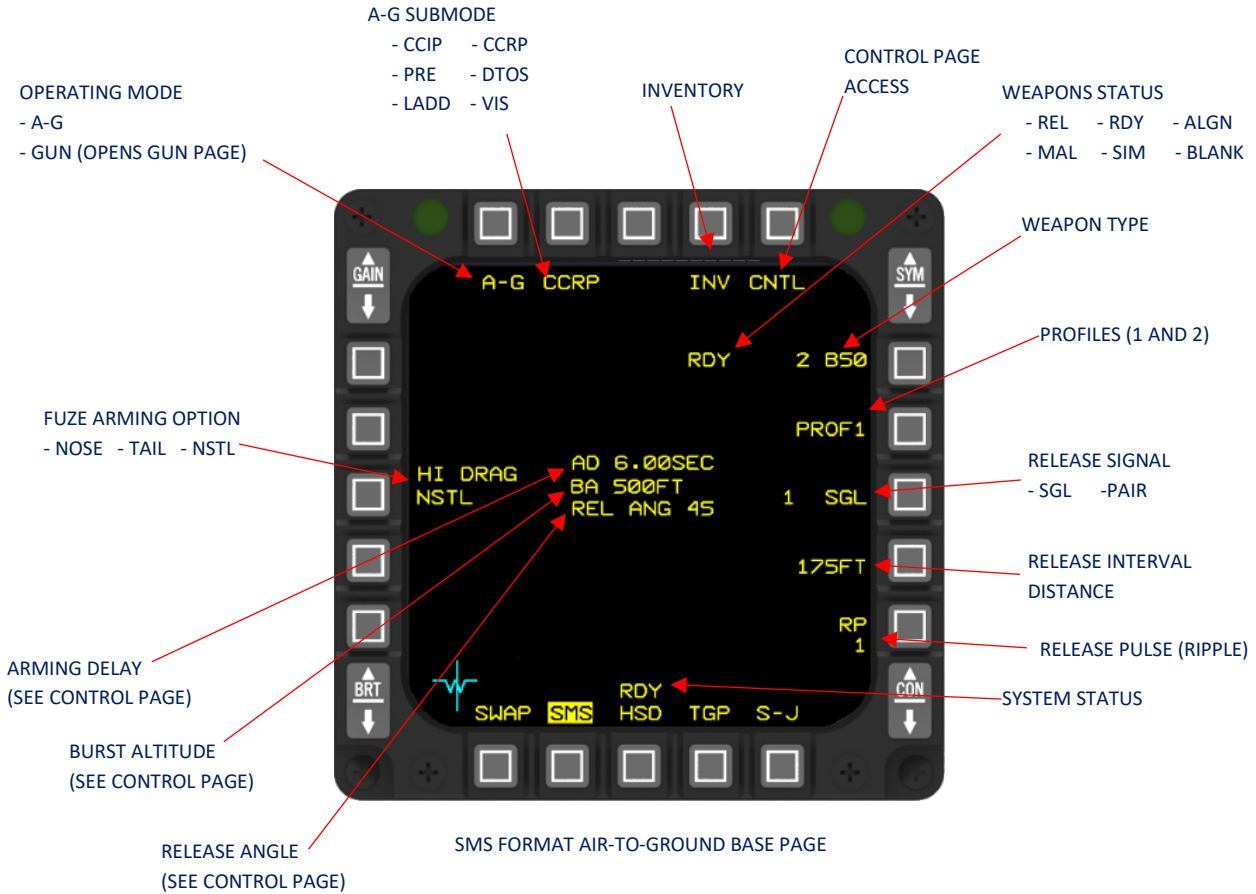 A-G SUBMODE
- CCIP - CCRP
- PRE - DTOS
- LADD - VIS
OPERATING MODE
- A-G
- GUN (OPENS GUN PAGE)
INVENTORY
CONTROL PAGE
ACCESS
WEAPONS STATUS
- REL - RDY - ALGN
- MAL - SIM - BLANK
WEAPON TYPE
PROFILES (1 AND 2)
RELEASE SIGNAL
- SGL -PAIR
RELEASE INTERVAL
DISTANCE
RELEASE PULSE (RIPPLE)
SYSTEM STATUS
FUZE ARMING OPTION
- NOSE - TAIL - NSTL
ARMING DELAY
(SEE CONTROL PAGE)
BURST ALTITUDE
(SEE CONTROL PAGE)
RELEASE ANGLE
(SEE CONTROL PAGE)
GAIN
SYM
A-G CCRP INV CNTL
RDY 2 B50
PROF1
HI DRAG
NSTL
AD 6.00SEC
BA 500FT
REL ANG 45
1 SGL
175FT
RP
1
BRT
CON
RDY
SWAP SMS HSD TGP S-J
SMS FORMAT AIR-TO-GROUND BASE PAGE